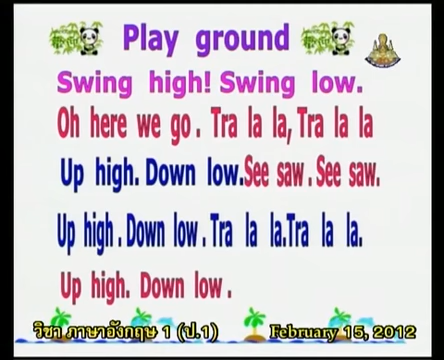 Play ground
Swing high! Swing low.
Oh here we go. Tra la la, Tra la la
Up high. Down low. See saw. See saw.
Up high. Down low. Tra la la. Tra la la.
Up high. Down low.
วิชา ภาษาอังกฤษ 1 (ป.1) February 15, 2012